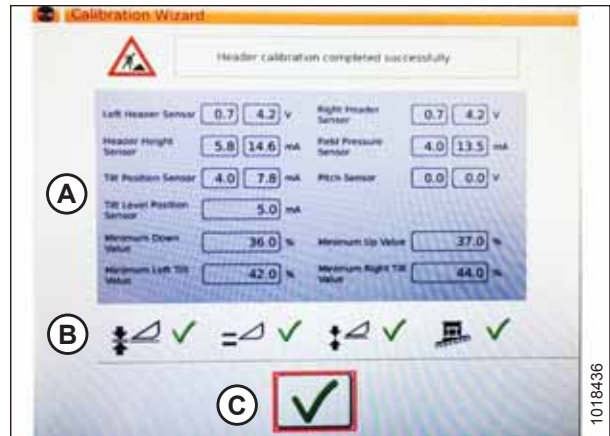 Calibration Wizard
Header calibration completed successfully
Left Header Sensor 0.7 4.2 v Right Header Sensor 0.7 4.2 v
Header Height Sensor 5.8 14.6 mA Field Pressure Sensor 4.0 13.5 mA
Tilt Position Sensor 4.0 7.8 mA Pitch Sensor 0.0 0.0 v
Tilt Level Position Sensor 5.0 mA
Minimum Down Value 36.0 % Minimum Up Value 37.0 %
Minimum Left Tilt Value 42.0 % Minimum Right Tilt Value 44.0 %
A
B
C
1018436